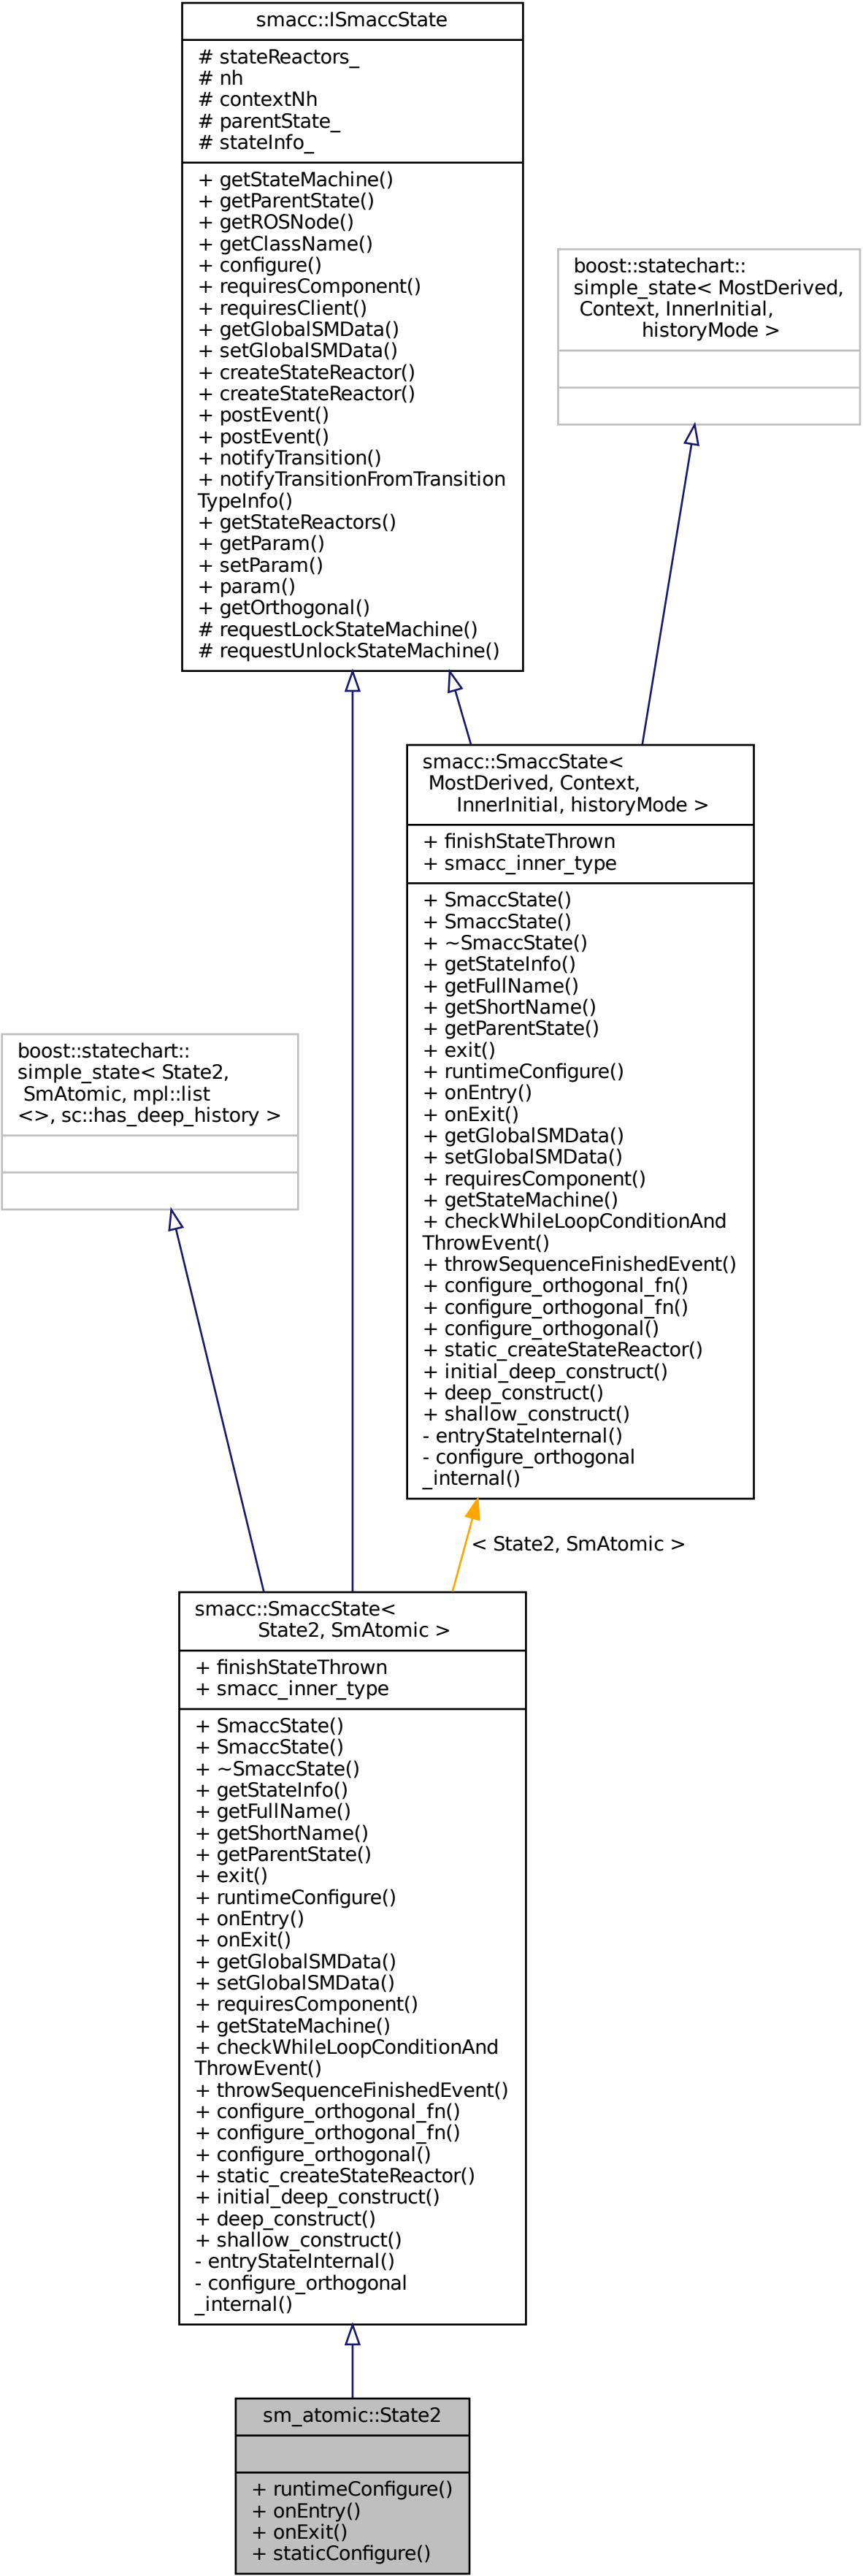 smacc::ISmaccState
# stateReactors_
# nh
# contextNh
# parentState_
# stateInfo_
+ getStateMachine()
+ getParentState()
+ getROSNode()
+ getClassName()
+ configure()
+ requiresComponent()
+ requiresClient()
+ getGlobalSMData()
+ setGlobalSMData()
+ createStateReactor()
+ createStateReactor()
+ postEvent()
+ postEvent()
+ notifyTransition()
+ notifyTransitionFromTransition
TypeInfo()
+ getStateReactors()
+ getParam()
+ setParam()
+ param()
+ getOrthogonal()
# requestLockStateMachine()
# requestUnlockStateMachine()
boost::statechart::
simple_state< MostDerived,
Context, InnerInitial,
historyMode >
smacc::SmaccState<
MostDerived, Context,
InnerInitial, historyMode >
+ finishStateThrown
+ smacc_inner_type
+ SmaccState()
+ SmaccState()
+ ~SmaccState()
+ getStateInfo()
+ getFullName()
+ getShortName()
+ getParentState()
+ exit()
+ runtimeConfigure()
+ onEntry()
+ onExit()
+ getGlobalSMData()
+ setGlobalSMData()
+ requiresComponent()
+ getStateMachine()
+ checkWhileLoopConditionAnd
ThrowEvent()
+ throwSequenceFinishedEvent()
+ configure_orthogonal_fn()
+ configure_orthogonal_fn()
+ configure_orthogonal()
+ static_createStateReactor()
+ initial_deep_construct()
+ deep_construct()
+ shallow_construct()
- entryStateInternal()
- configure_orthogonal
_internal()
boost::statechart::
simple_state< State2,
SmAtomic, mpl::list
<>, sc::has_deep_history >
< State2, SmAtomic >
smacc::SmaccState<
State2, SmAtomic >
+ finishStateThrown
+ smacc_inner_type
+ SmaccState()
+ SmaccState()
+ ~SmaccState()
+ getStateInfo()
+ getFullName()
+ getShortName()
+ getParentState()
+ exit()
+ runtimeConfigure()
+ onEntry()
+ onExit()
+ getGlobalSMData()
+ setGlobalSMData()
+ requiresComponent()
+ getStateMachine()
+ checkWhileLoopConditionAnd
ThrowEvent()
+ throwSequenceFinishedEvent()
+ configure_orthogonal_fn()
+ configure_orthogonal_fn()
+ configure_orthogonal()
+ static_createStateReactor()
+ initial_deep_construct()
+ deep_construct()
+ shallow_construct()
- entryStateInternal()
- configure_orthogonal
_internal()
sm_atomic::State2
+ runtimeConfigure()
+ onEntry()
+ onExit()
+ staticConfigure()